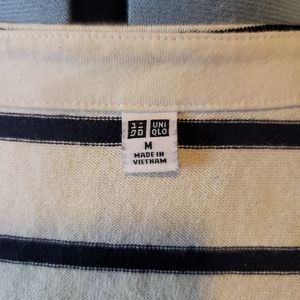 ユニ UNI
クロ QLO
M
MADE IN
VIETNAM